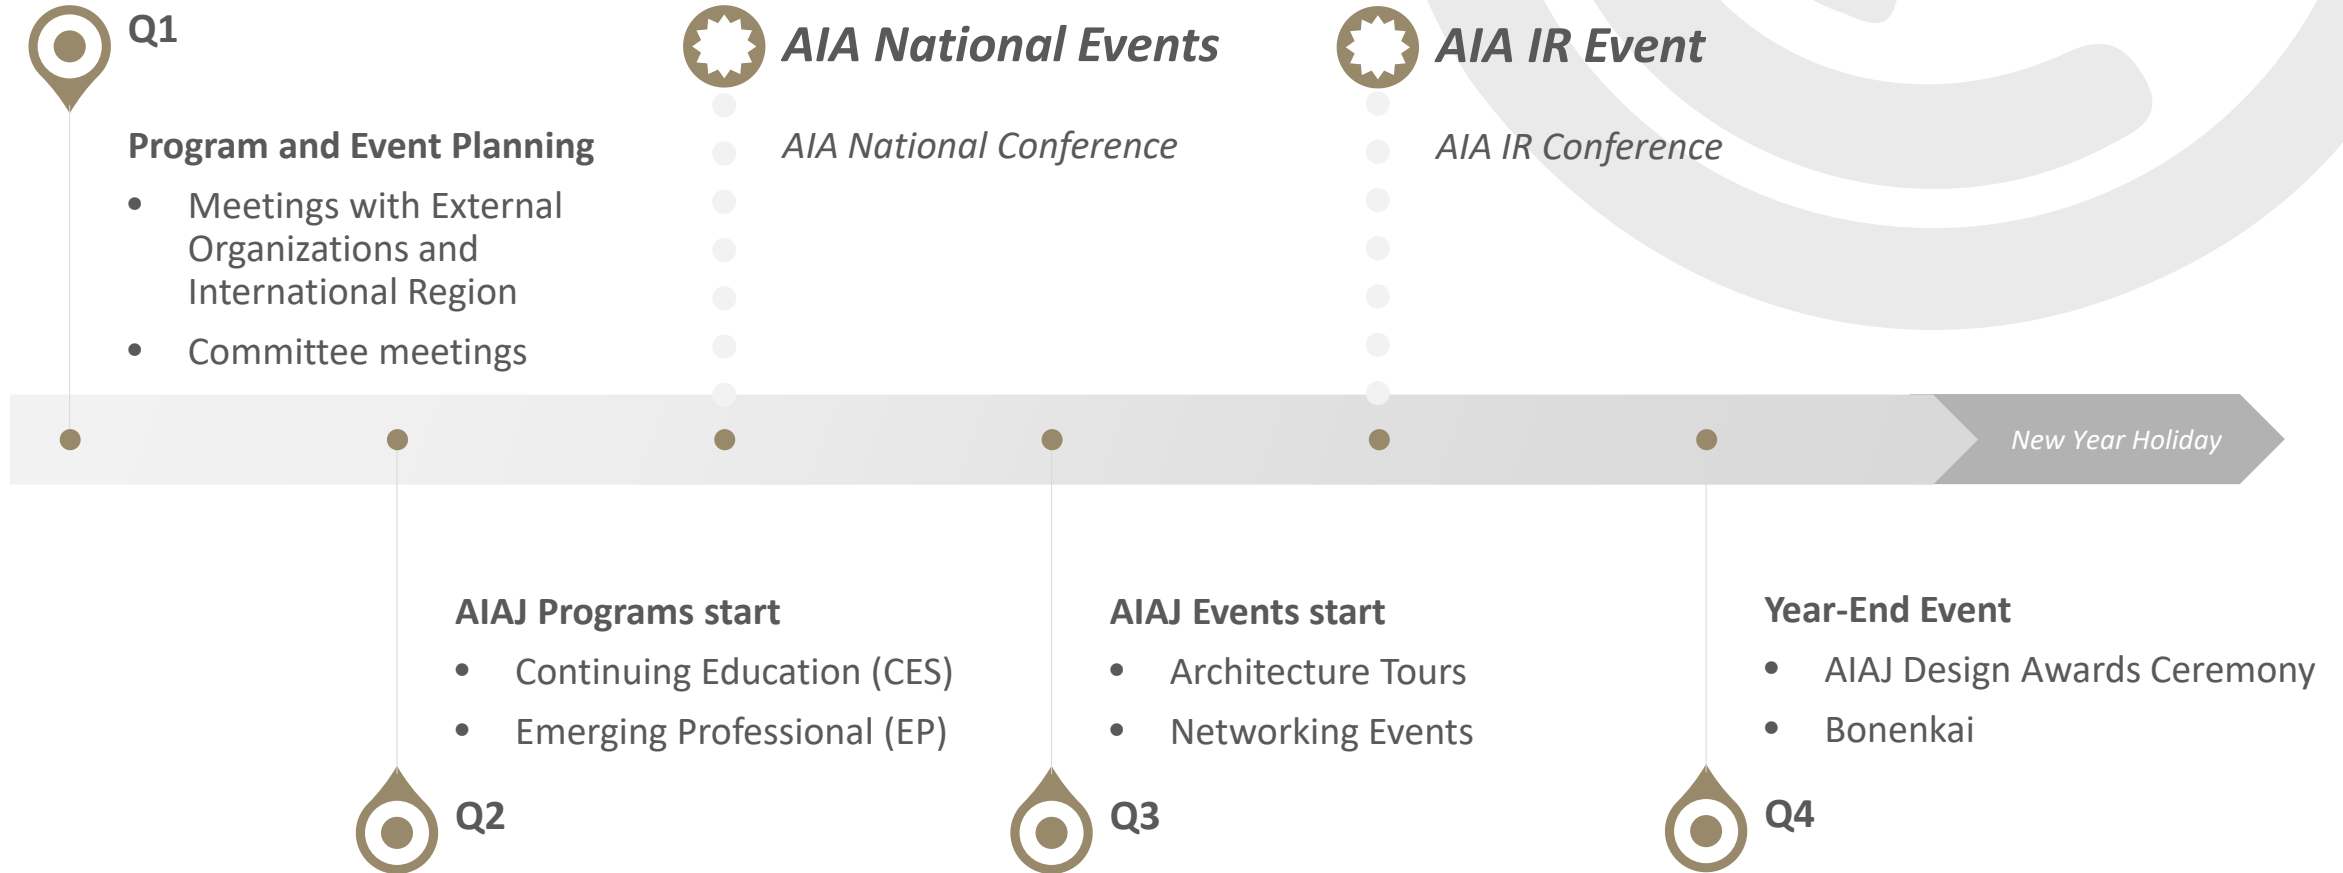 Q1
Program and Event Planning
• Meetings with External
Organizations and
International Region
• Committee meetings
AIA National Events
AIA National Conference
AIA IR Event
AIA IR Conference
New Year Holiday
AIAJ Programs start
• Continuing Education (CES)
• Emerging Professional (EP)
Q2
AIAJ Events start
• Architecture Tours
• Networking Events
Q3
Year-End Event
• AIAJ Design Awards Ceremony
• Bonenkai
Q4